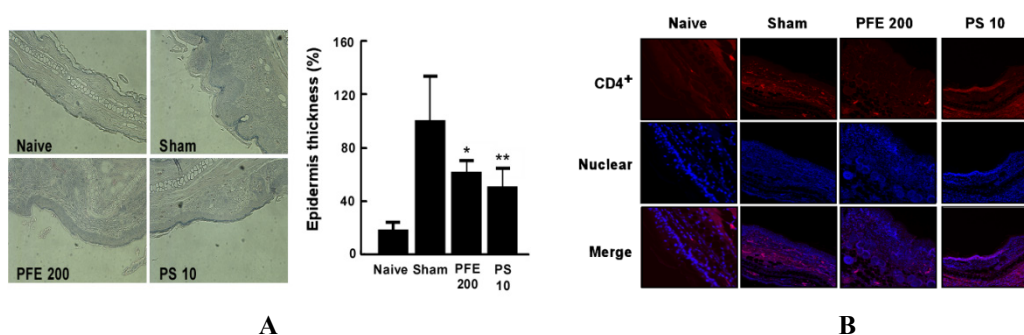 Naive
Sham
PFE 200
PS 10
Epidermis thickness (%)
160
120
80
40
0
*
**
Naive Sham PFE 200 PS 10
A
Naive Sham PFE 200 PS 10
CD4+
Nuclear
Merge
B